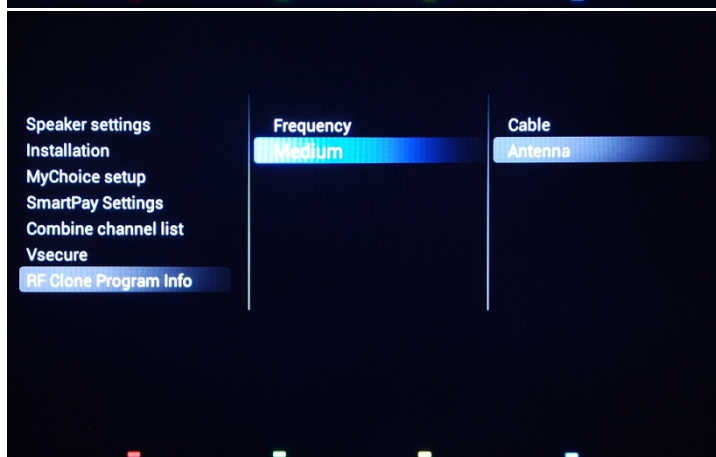 Speaker settings
Installation
MyChoice setup
SmartPay Settings
Combine channel list
Vsecure
RF Clone Program Info
Frequency
Medium
Cable
Antenna